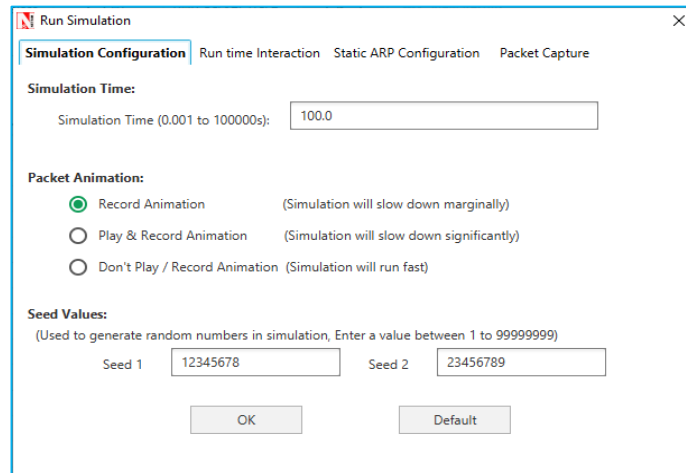 Run Simulation
Simulation Configuration Run time Interaction Static ARP Configuration Packet Capture
Simulation Time:
Simulation Time (0.001 to 100000s): 100.0
Packet Animation:
Record Animation (Simulation will slow down marginally)
Play & Record Animation (Simulation will slow down significantly)
Don't Play / Record Animation (Simulation will run fast)
Seed Values:
(Used to generate random numbers in simulation, Enter a value between 1 to 99999999)
Seed 1 12345678 Seed 2 23456789
OK Default